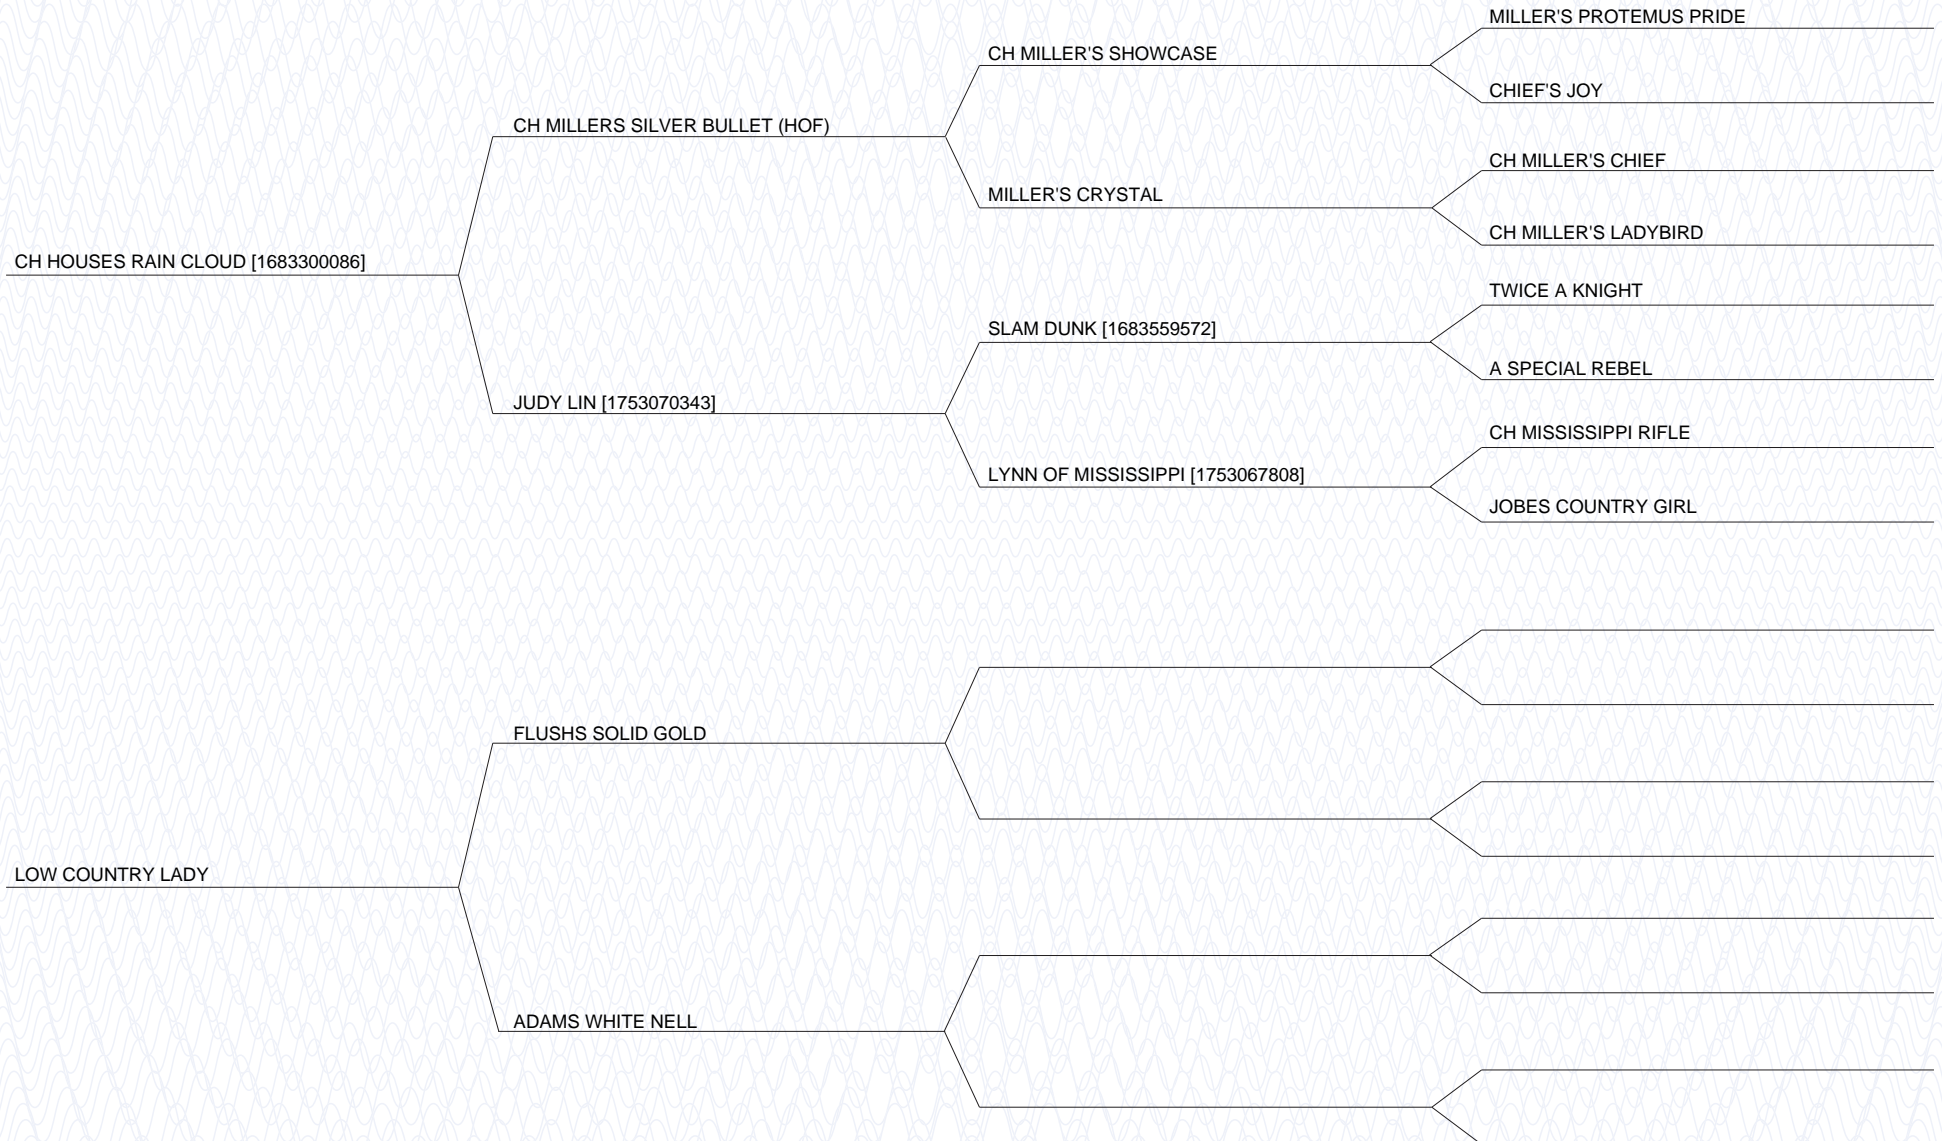 MILLER'S PROTEMUS PRIDE
CH MILLER'S SHOWCASE
CHIEF'S JOY
CH MILLERS SILVER BULLET (HOF)
CH MILLER'S CHIEF
MILLER'S CRYSTAL
CH MILLER'S LADYBIRD
CH HOUSES RAIN CLOUD [1683300086]
TWICE A KNIGHT
SLAM DUNK [1683559572]
A SPECIAL REBEL
JUDY LIN [1753070343]
CH MISSISSIPPI RIFLE
LYNN OF MISSISSIPPI [1753067808]
JOBES COUNTRY GIRL
FLUSHS SOLID GOLD
LOW COUNTRY LADY
ADAMS WHITE NELL